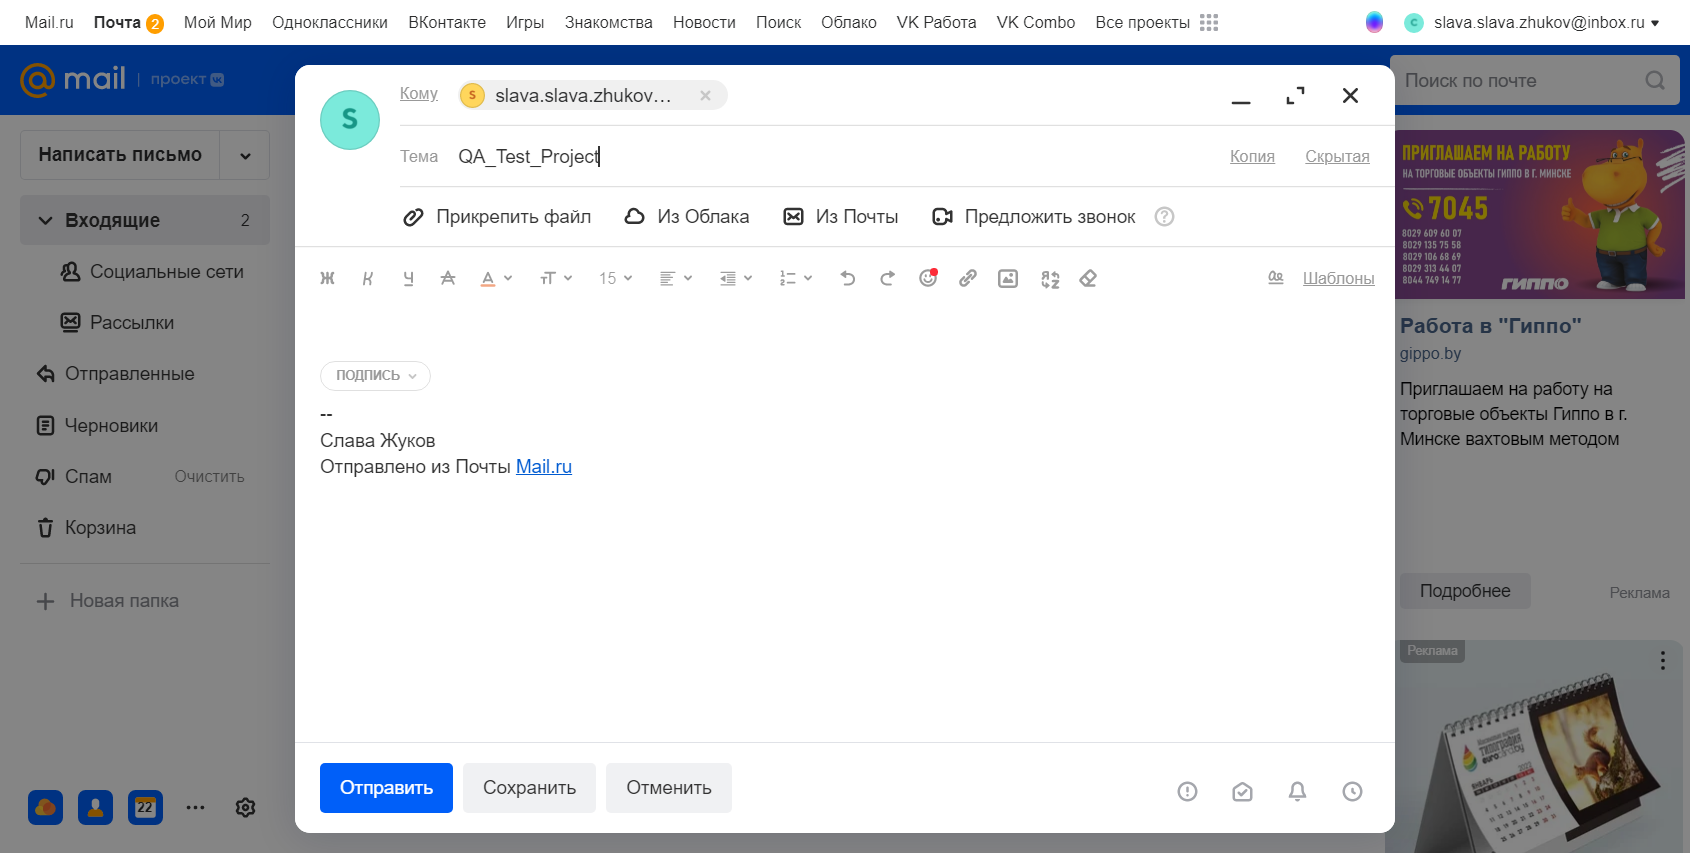 Mail.ru Почта 2 Мой Мир Одноклассники ВКонтакте Игры Знакомства Новости Поиск Облако VK Работа VK Combo Все проекты
C slava.slava.zhukov@inbox.ru
mail | проект
Поиск по почте
Написать письмо
Входящие 2
Социальные сети
Рассылки
Отправленные
Черновики
Спам Очистить
Корзина
Новая папка
22
S
Кому S slava.slava.zhukov...
Тема QA_Test_Project Копия Скрытая
Прикрепить файл Из Облака Из Почты Предложить звонок ?
Ж К Ч А А тТ 15 Шаблоны
ПОДПИСЬ
--
Слава Жуков
Отправлено из Почты Mail.ru
Отправить Сохранить Отменить
ПРИГЛАШАЕМ НА РАБОТУ
НА ТОРГОВЫЕ ОБЪЕКТЫ ГИППО В Г. МИНСКЕ
7045
8029 609 60 07
8029 135 75 58
8029 106 68 69
8029 313 44 07
8044 749 14 77
ГИППО
Работа в "Гиппо"
gippo.by
Приглашаем на работу на
торговые объекты Гиппо в г.
Минске вахтовым методом
Подробнее Реклама
Реклама
ТИПОГРАФИЯ
ЯНВАРЬ